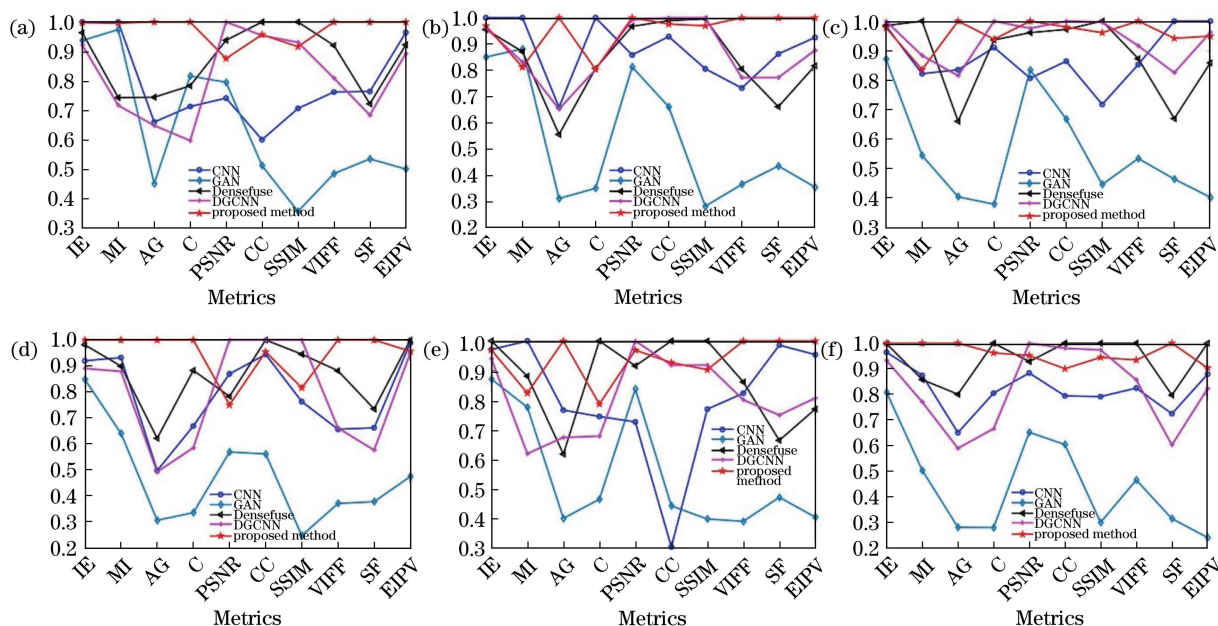 (a)
1.0
0.9
0.8
0.7
0.6
0.5
0.4
0.3
CNN
GAN
Densefuse
DGCNN
proposed method
IE MI AG C PSNR CC SSIM VIFF SF EIPV
Metrics
(b)
1.0
0.9
0.8
0.7
0.6
0.5
0.4
0.3
0.2
CNN
GAN
Densefuse
DGCNN
proposed method
IE MI AG C PSNR CC SSIM VIFF SF EIPV
Metrics
(c)
1.0
0.9
0.8
0.7
0.6
0.5
0.4
0.3
CNN
GAN
Densefuse
DGCNN
proposed method
IE MI AG C PSNR CC SSIM VIFF SF EIPV
Metrics
(d)
1.0
0.9
0.8
0.7
0.6
0.5
0.4
0.3
0.2
CNN
GAN
Densefuse
DGCNN
proposed method
IE MI AG C PSNR CC SSIM VIFF SF EIPV
Metrics
(e)
1.0
0.9
0.8
0.7
0.6
0.5
0.4
0.3
CNN
GAN
Densefuse
DGCNN
proposed
method
IE MI AG C PSNR CC SSIM VIFF SF EIPV
Metrics
(f)
1.0
0.9
0.8
0.7
0.6
0.5
0.4
0.3
0.2
CNN
GAN
Densefuse
DGCNN
proposed method
IE MI AG C PSNR CC SSIM VIFF SF EIPV
Metrics